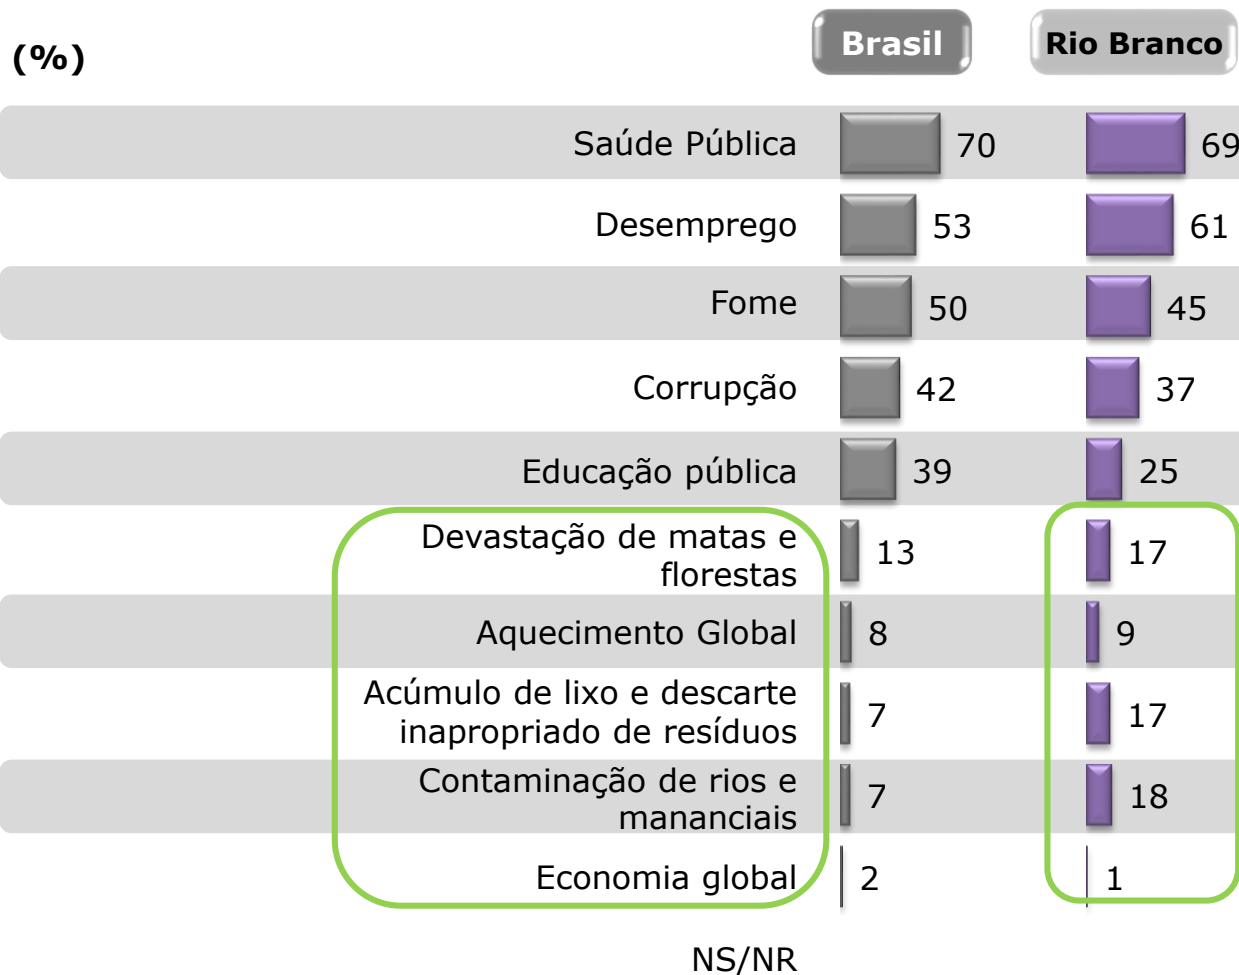 (%)
Brasil
Rio Branco
Saúde Pública 70 69
Desemprego 53 61
Fome 50 45
Corrupção 42 37
Educação pública 39 25
Devastação de matas e
florestas 13 17
Aquecimento Global 8 9
Acúmulo de lixo e descarte
inapropriado de resíduos 7 17
Contaminação de rios e
mananciais 7 18
Economia global 2 1
NS/NR